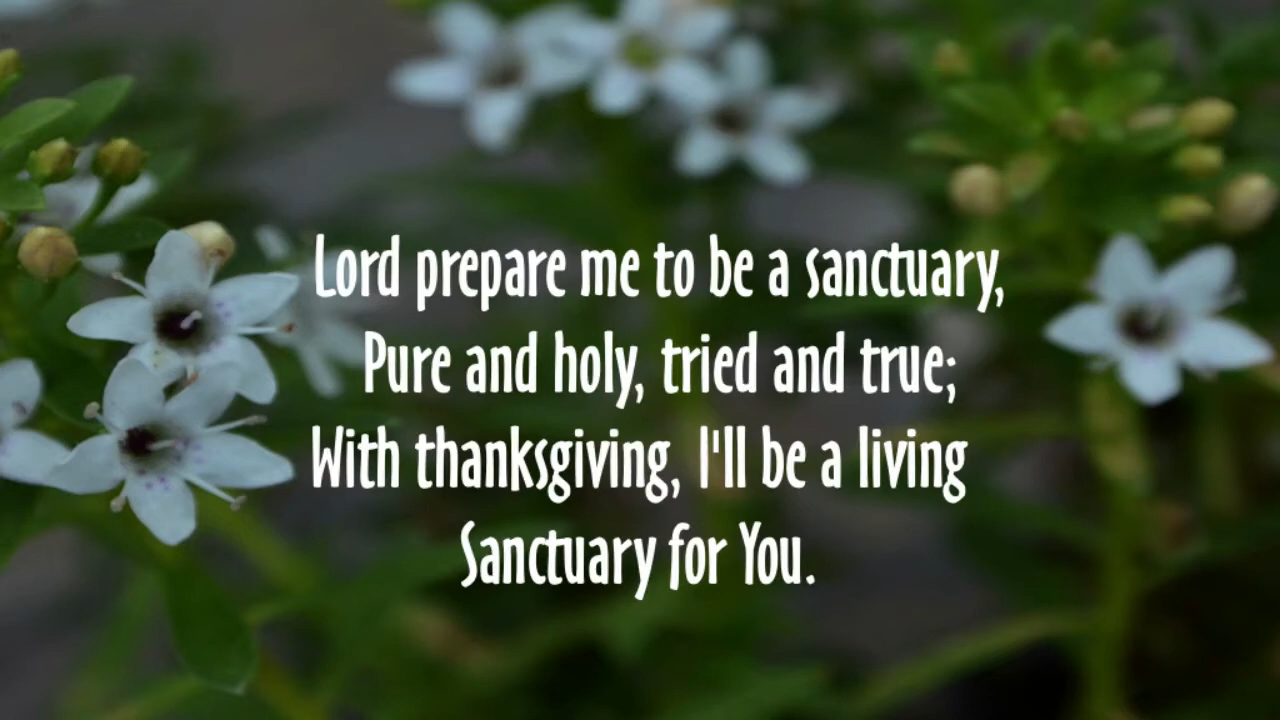 Lord prepare me to be a sanctuary,
Pure and holy, tried and true;
With thanksgiving, I'll be a living
Sanctuary for You.